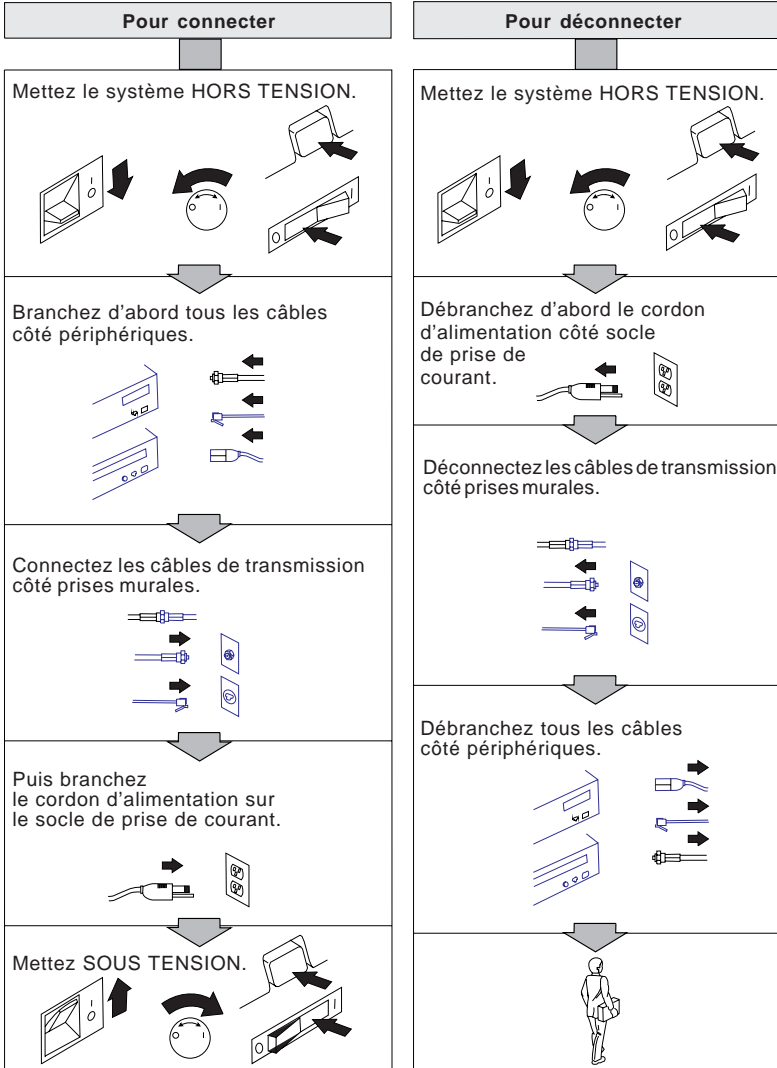 Pour connecter
Mettez le système HORS TENSION.
Branchez d'abord tous les câbles
côté périphériques.
Connectez les câbles de transmission
côté prises murales.
Puis branchez
le cordon d'alimentation sur
le socle de prise de courant.
Mettez SOUS TENSION.
Pour déconnecter
Mettez le système HORS TENSION.
Débranchez d'abord le cordon
d'alimentation côté socle
de prise de
courant.
Déconnectez les câbles de transmission
côté prises murales.
Débranchez tous les câbles
côté périphériques.